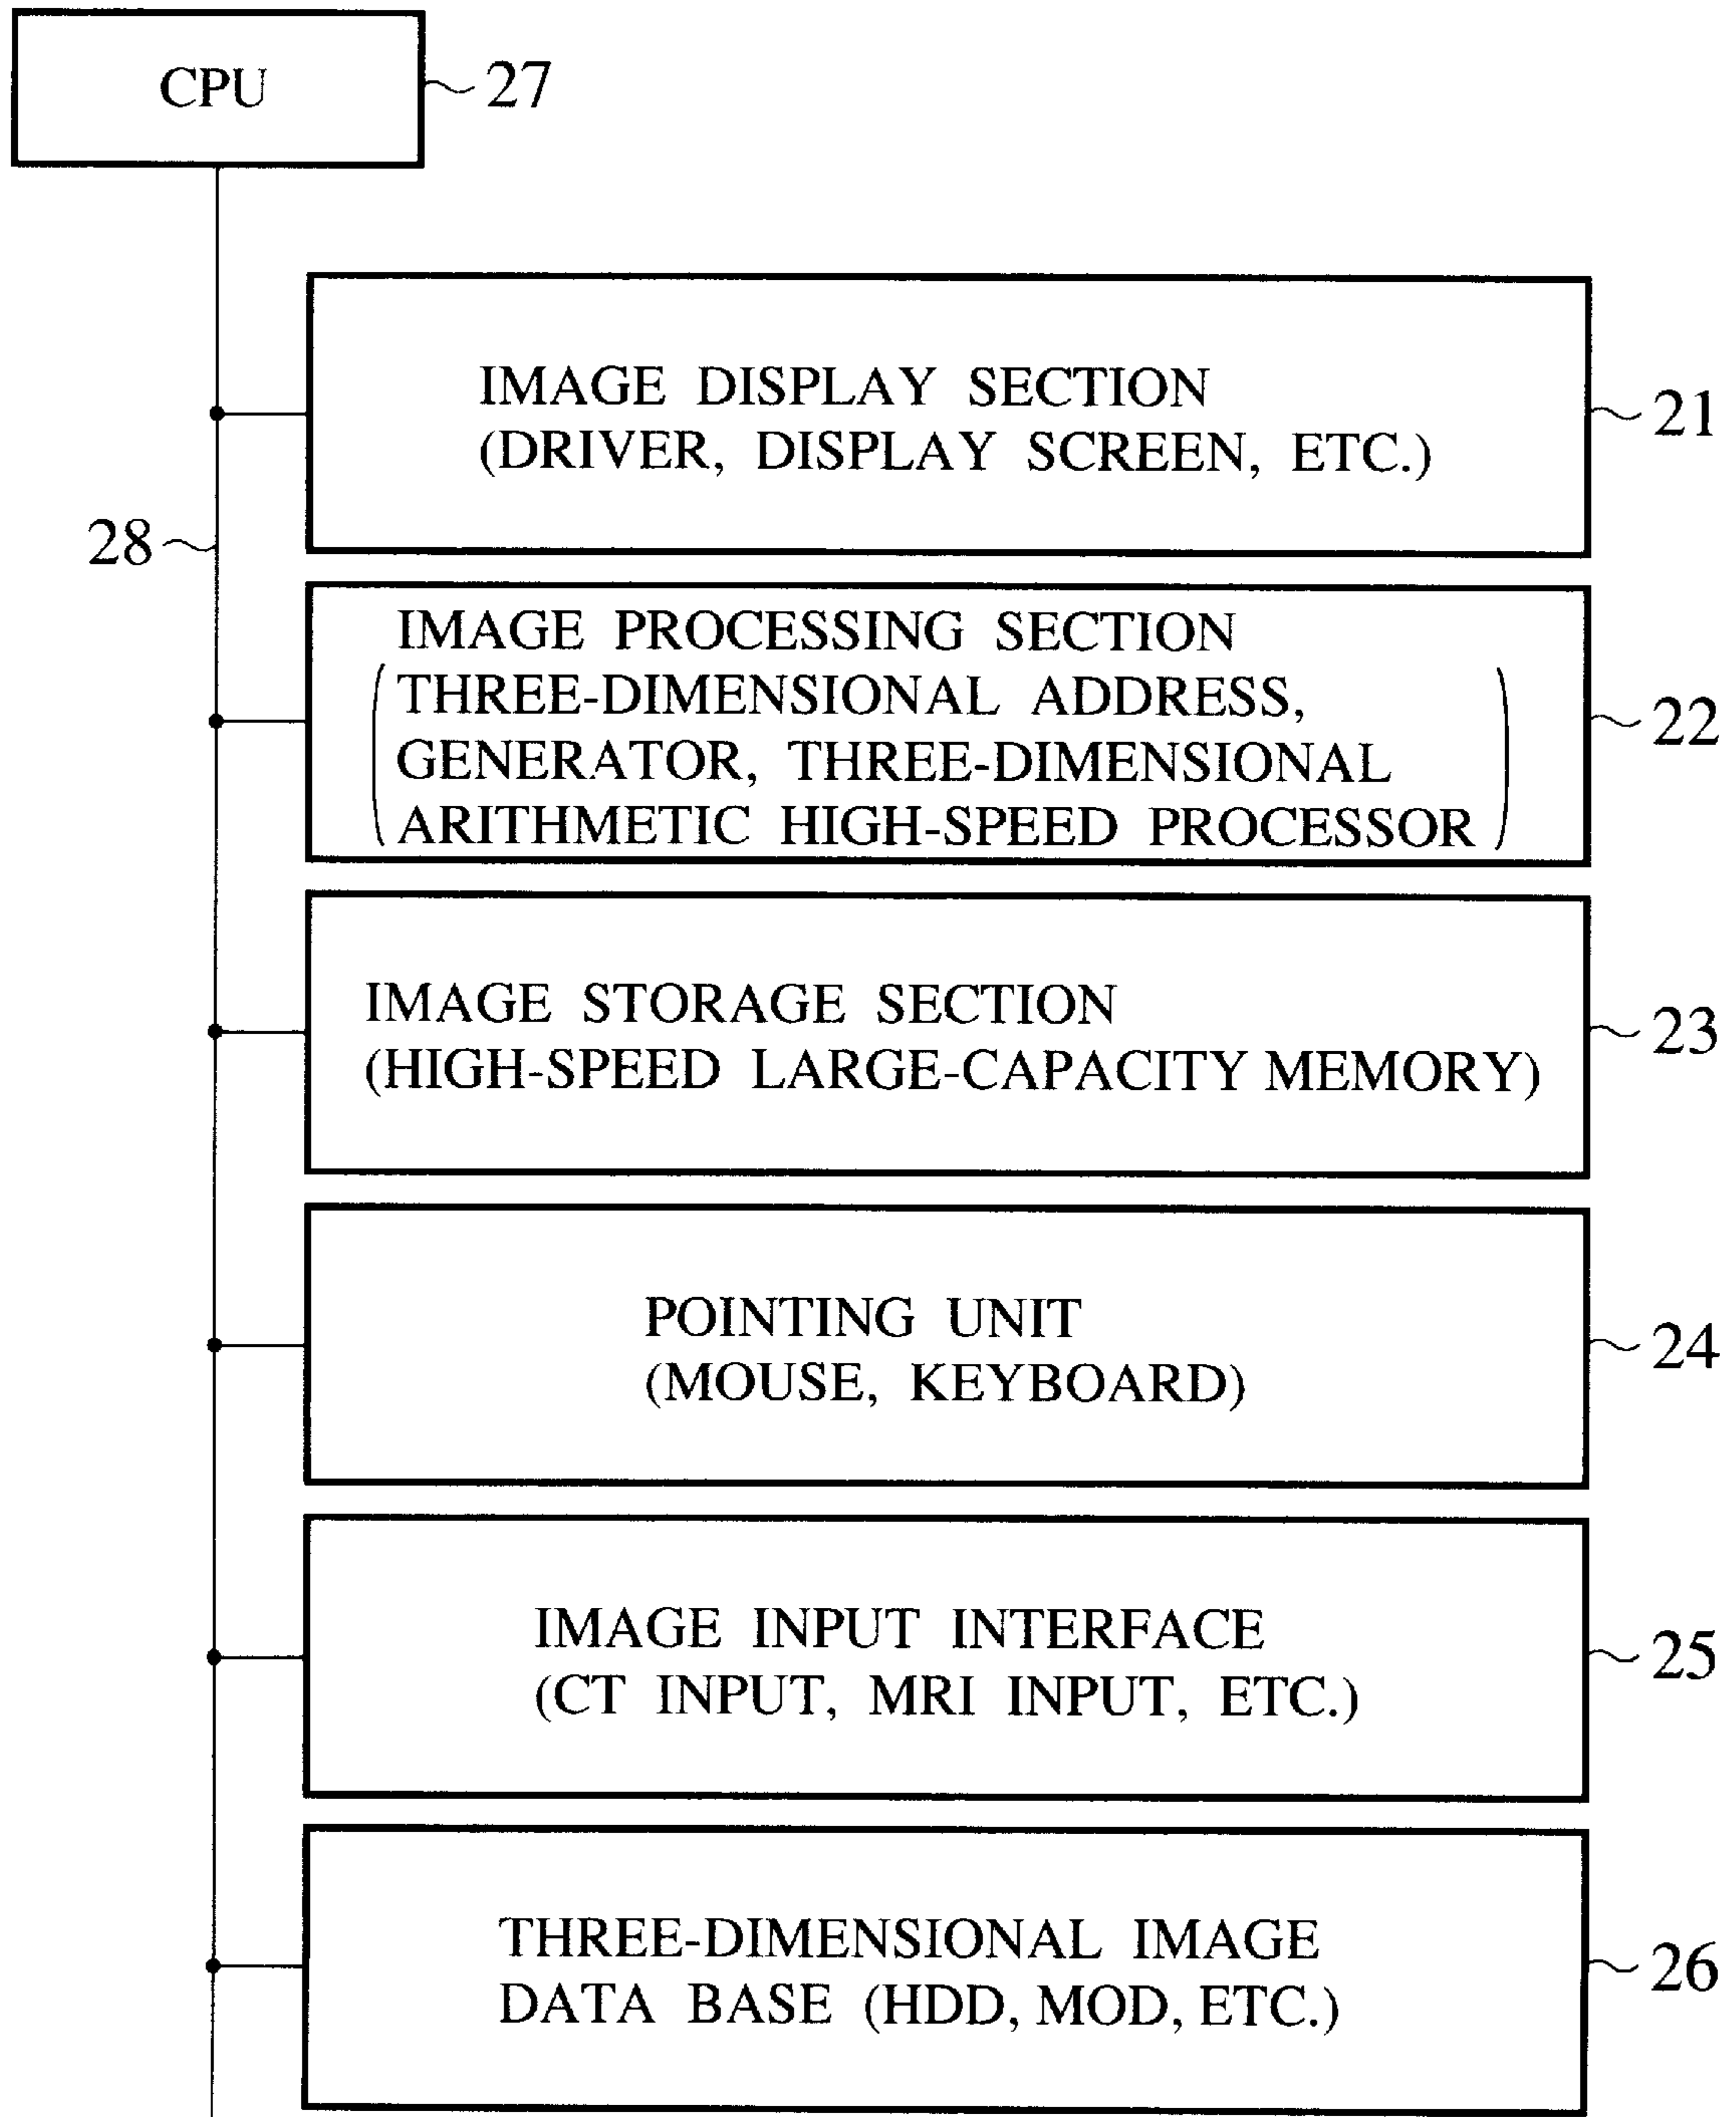 CPU
27
IMAGE DISPLAY SECTION
(DRIVER, DISPLAY SCREEN, ETC.)
21
28
IMAGE PROCESSING SECTION
(THREE-DIMENSIONAL ADDRESS,
GENERATOR, THREE-DIMENSIONAL
ARITHMETIC HIGH-SPEED PROCESSOR)
22
IMAGE STORAGE SECTION
(HIGH-SPEED LARGE-CAPACITY MEMORY)
23
POINTING UNIT
(MOUSE, KEYBOARD)
24
IMAGE INPUT INTERFACE
(CT INPUT, MRI INPUT, ETC.)
25
THREE-DIMENSIONAL IMAGE
DATA BASE (HDD, MOD, ETC.)
26